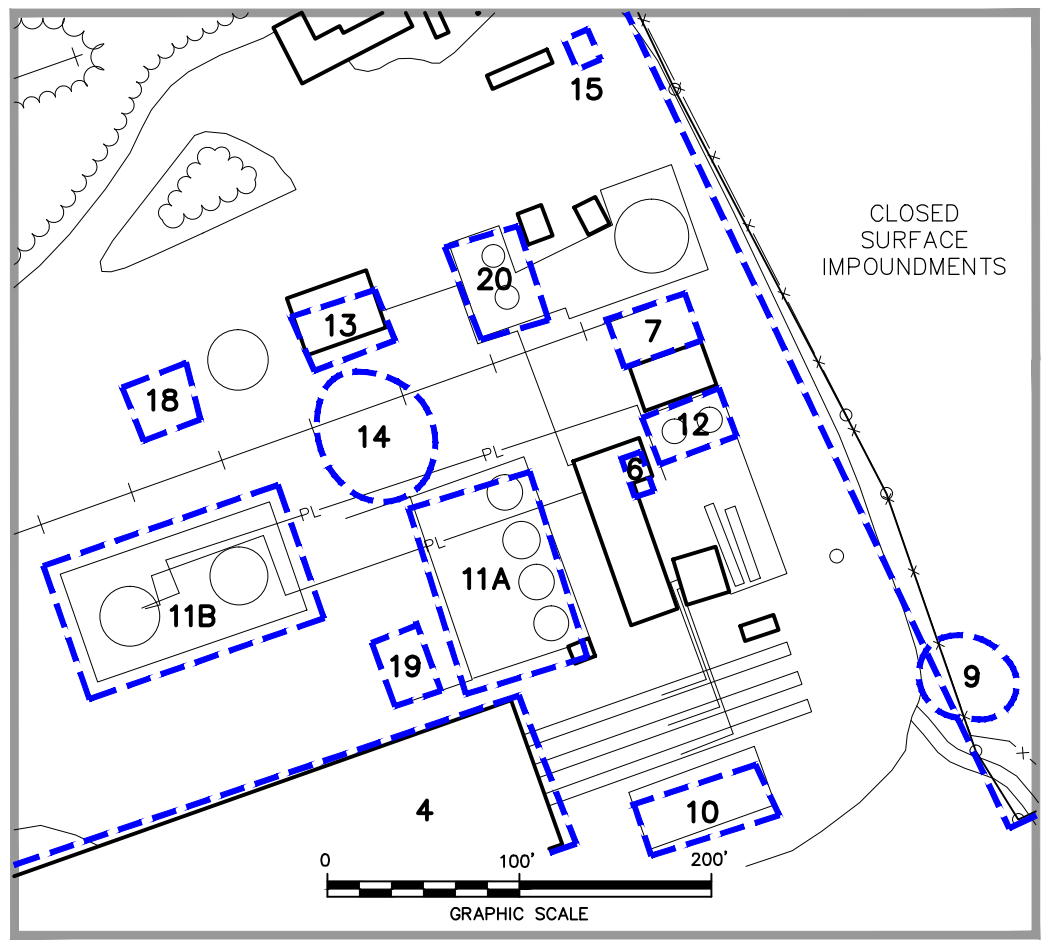 15
CLOSED
SURFACE
IMPOUNDMENTS
20
13
7
18
14
12
PL
6
PL
PL
11A
11B
19
9
10
4
0
100'
200'
GRAPHIC SCALE